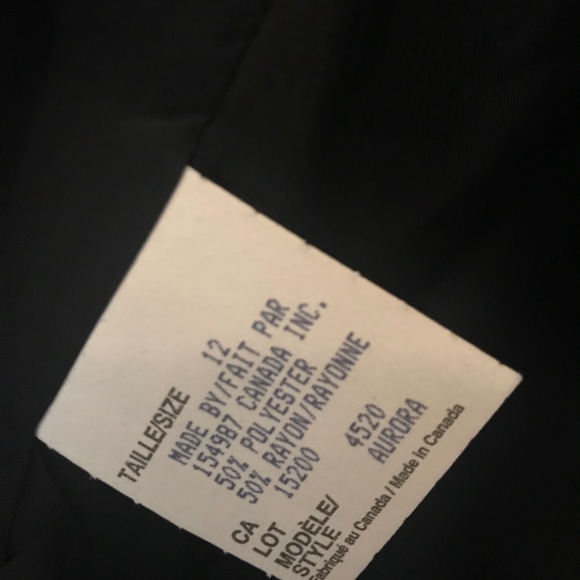 TAILLE/SIZE 12
MADE BY/FAIT PAR
154987 CANADA INC.
50% POLYESTER
50% RAYON/RAYONNE
CA 15200
LOT
MODÈLE/ 4520
STYLE AURORA
Fabriqué au Canada / Made in Canada